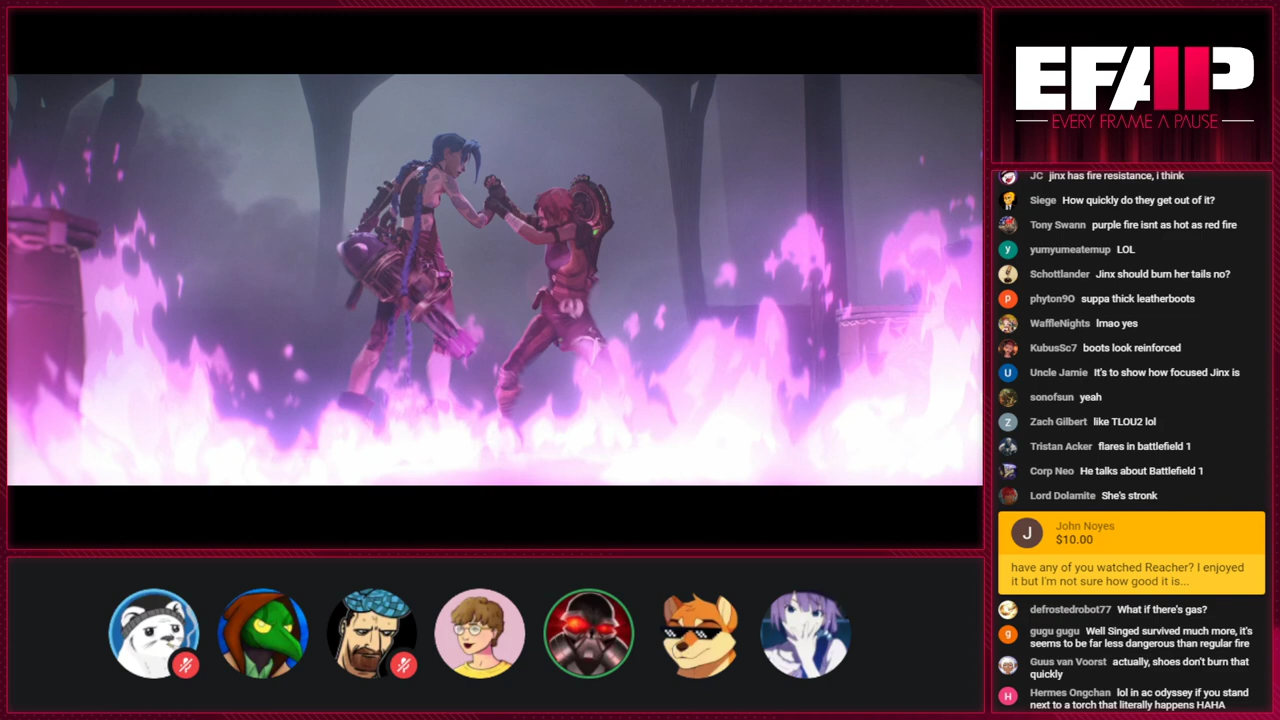 EFAP
EVERY FRAME A PAUSE
JC jinx has fire resistance, i think
Siege How quickly do they get out of it?
Tony Swann purple fire isnt as hot as red fire
y
yumyumeatemup LOL
Schottlander Jinx should burn her tails no?
P
phyton90 suppa thick leatherboots
WaffleNights lmao yes
KubusSc7 boots look reinforced
U
Uncle Jamie It's to show how focused Jinx is
sonofsun yeah
Z
Zach Gilbert like TLOU2 lol
Tristan Acker flares in battlefield 1
Corp Neo He talks about Battlefield 1
Lord Dolamite She's stronk
J
John Noyes
$10.00
have any of you watched Reacher? I enjoyed
it but I'm not sure how good it is...
defrostedrobot77 What if there's gas?
g
gugu gugu Well Singed survived much more, it's
seems to be far less dangerous than regular fire
Guus van Voorst actually, shoes don't burn that
quickly
H
Hermes Ongchan lol in ac odyssey if you stand
next to a torch that literally happens HAHA